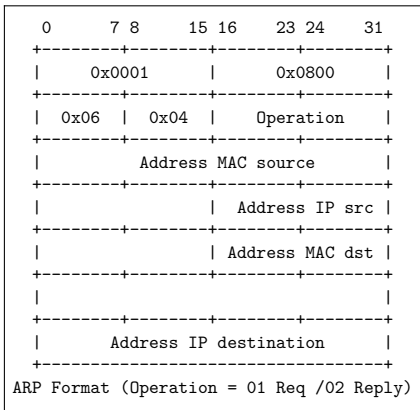 0 7 8 15 16 23 24 31
+--------+--------+--------+--------+
| 0x0001 | 0x0800 |
+--------+--------+--------+--------+
| 0x06 | 0x04 | Operation |
+--------+--------+--------+--------+
| Address MAC source |
+--------+--------+--------+--------+
| | Address IP src |
+--------+--------+--------+--------+
| | Address MAC dst |
+--------+--------+--------+--------+
| |
+--------+--------+--------+--------+
| Address IP destination |
+-----------------------------------+
ARP Format (Operation = 01 Req /02 Reply)